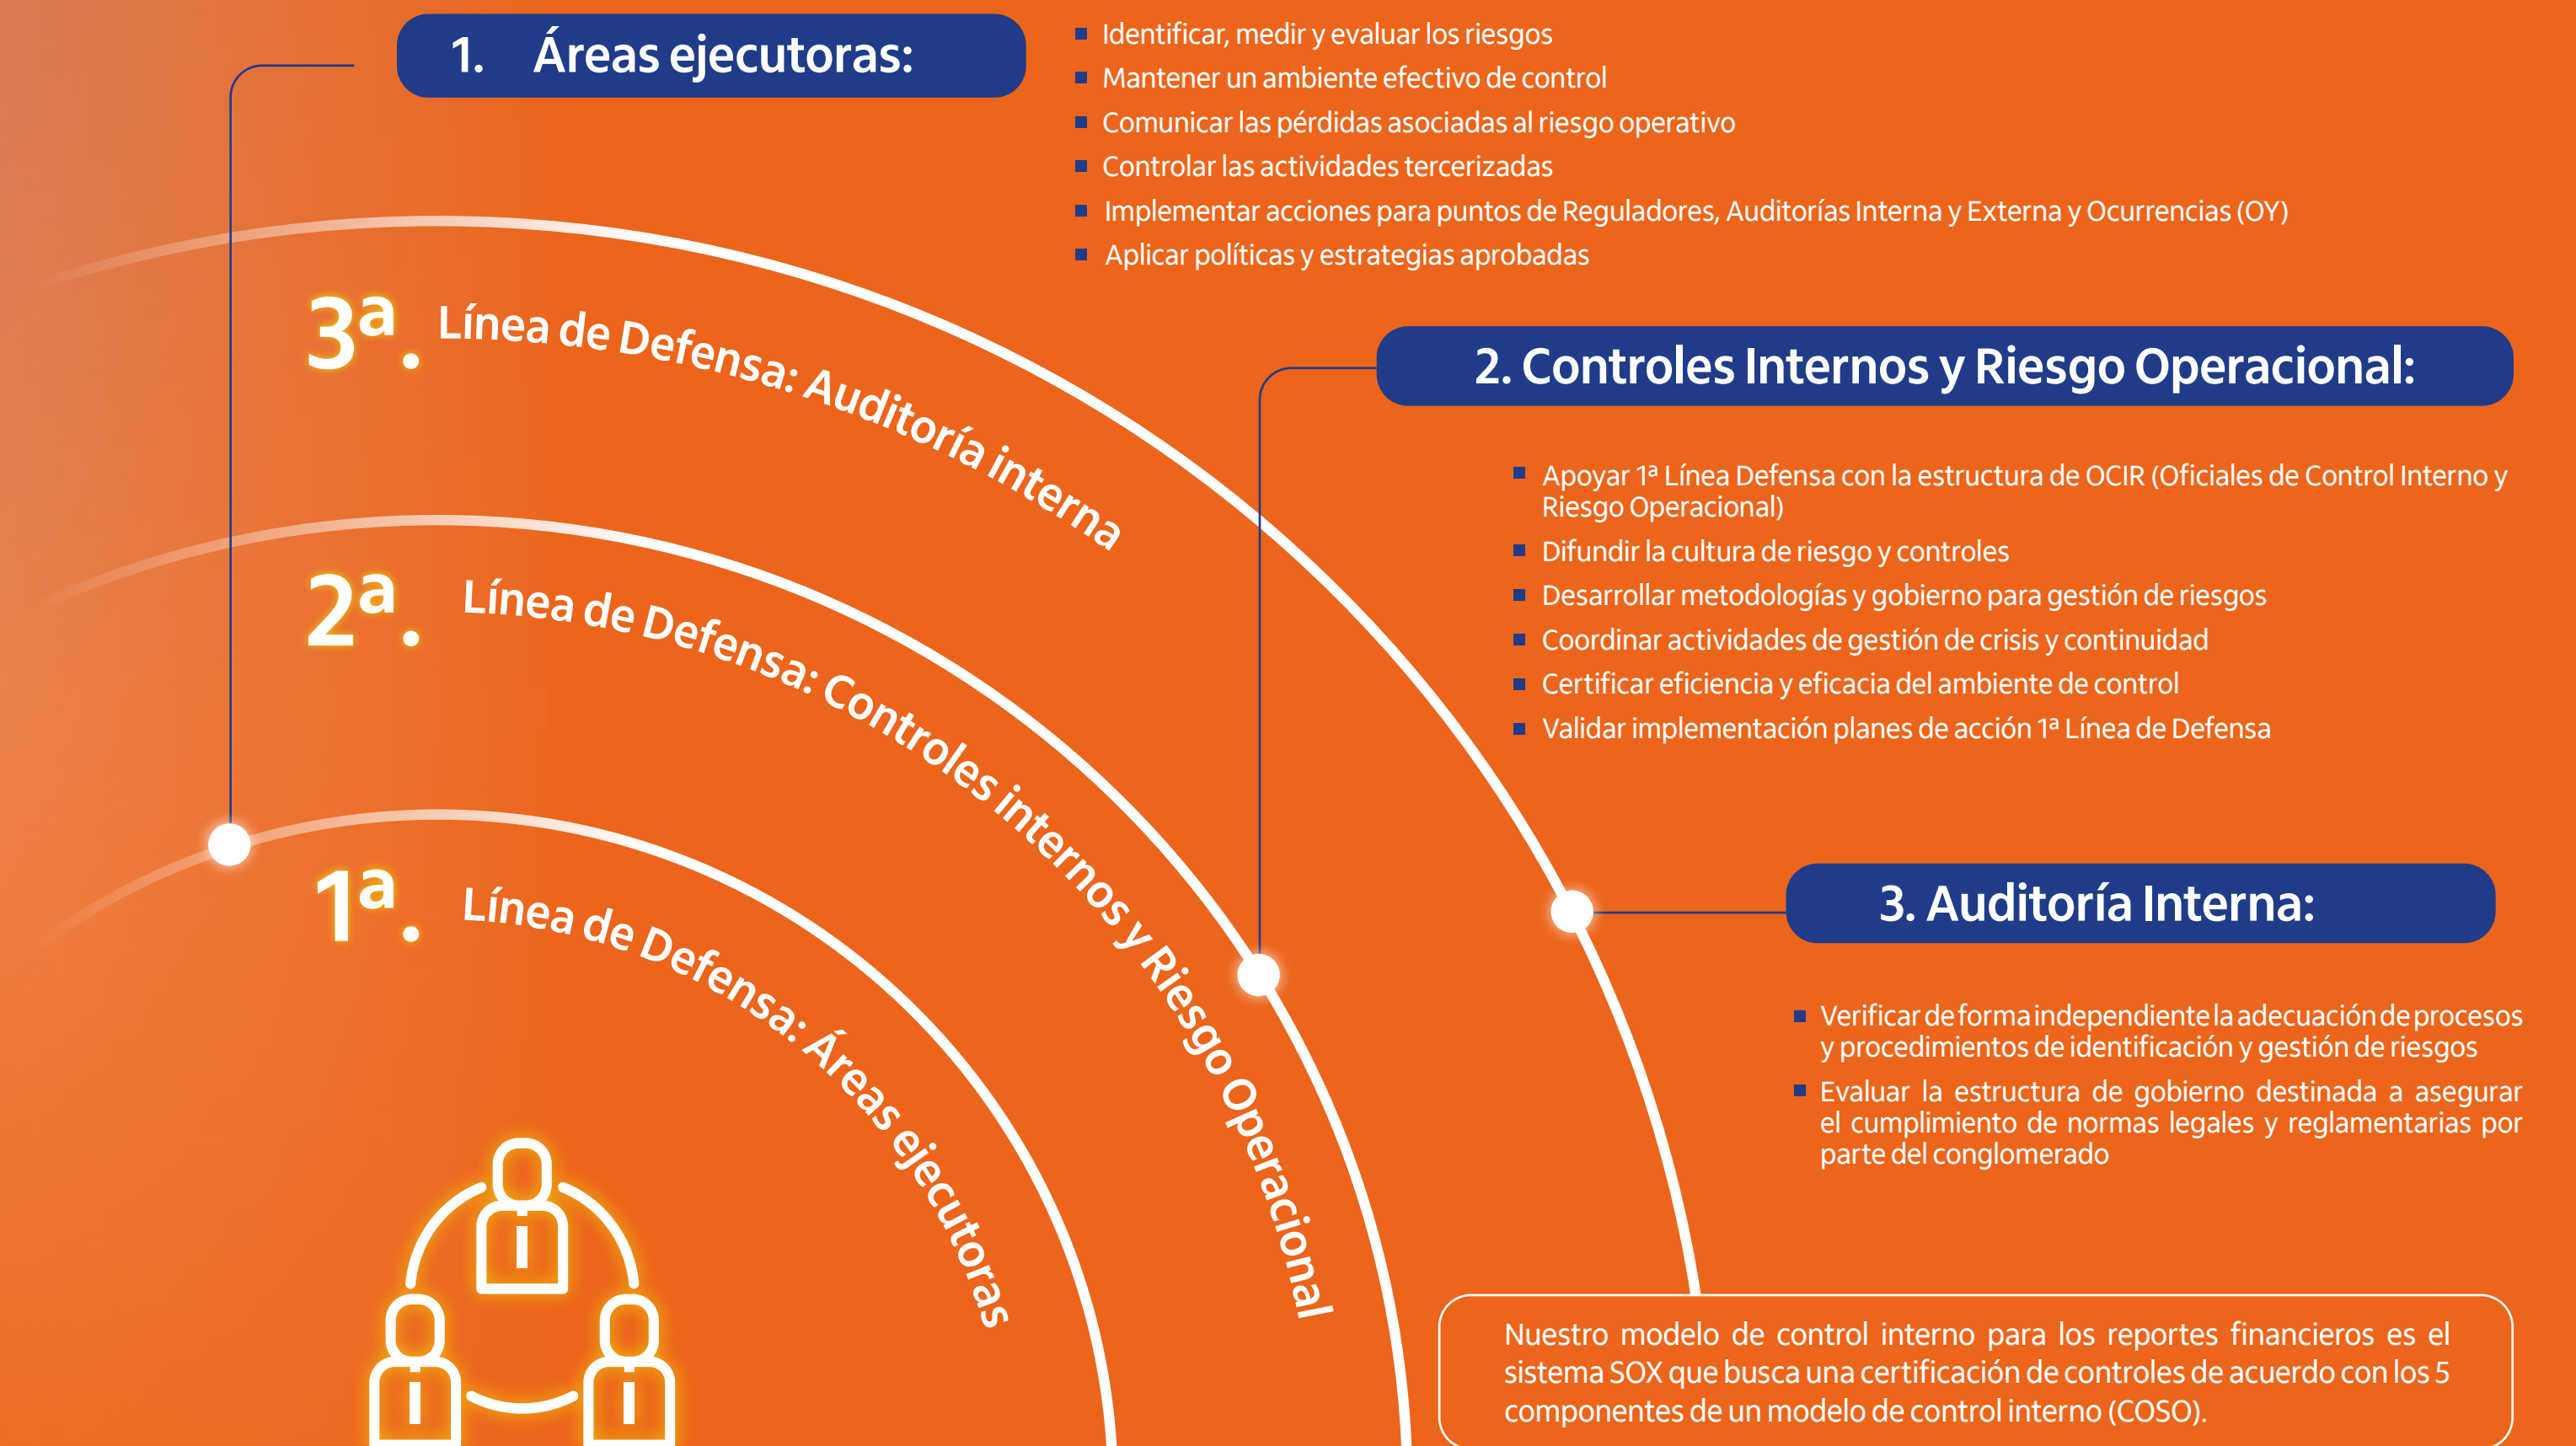 1. Áreas ejecutoras:
Identificar, medir y evaluar los riesgos
Mantener un ambiente efectivo de control
Comunicar las pérdidas asociadas al riesgo operativo
Controlar las actividades tercerizadas
Implementar acciones para puntos de Reguladores, Auditorías Interna y Externa y Ocurrencias (OY)
Aplicar políticas y estrategias aprobadas
3ª. Línea de Defensa: Auditoría interna
2ª. Línea de Defensa: Controles internos y Riesgo Operacional
1ª. Línea de Defensa: Áreas ejecutoras
2. Controles Internos y Riesgo Operacional:
Apoyar 1ª Línea Defensa con la estructura de OCIR (Oficiales de Control Interno y
Riesgo Operacional)
Difundir la cultura de riesgo y controles
Desarrollar metodologías y gobierno para gestión de riesgos
Coordinar actividades de gestión de crisis y continuidad
Certificar eficiencia y eficacia del ambiente de control
Validar implementación planes de acción 1ª Línea de Defensa
3. Auditoría Interna:
Verificar de forma independiente la adecuación de procesos
y procedimientos de identificación y gestión de riesgos
Evaluar la estructura de gobierno destinada a asegurar
el cumplimiento de normas legales y reglamentarias por
parte del conglomerado
Nuestro modelo de control interno para los reportes financieros es el
sistema SOX que busca una certificación de controles de acuerdo con los 5
componentes de un modelo de control interno (COSO).